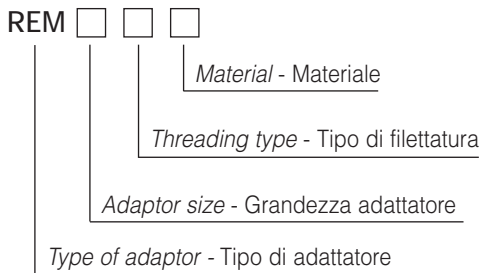 REM
Material - Materiale
Threading type - Tipo di filettatura
Adaptor size - Grandezza adattatore
Type of adaptor - Tipo di adattatore